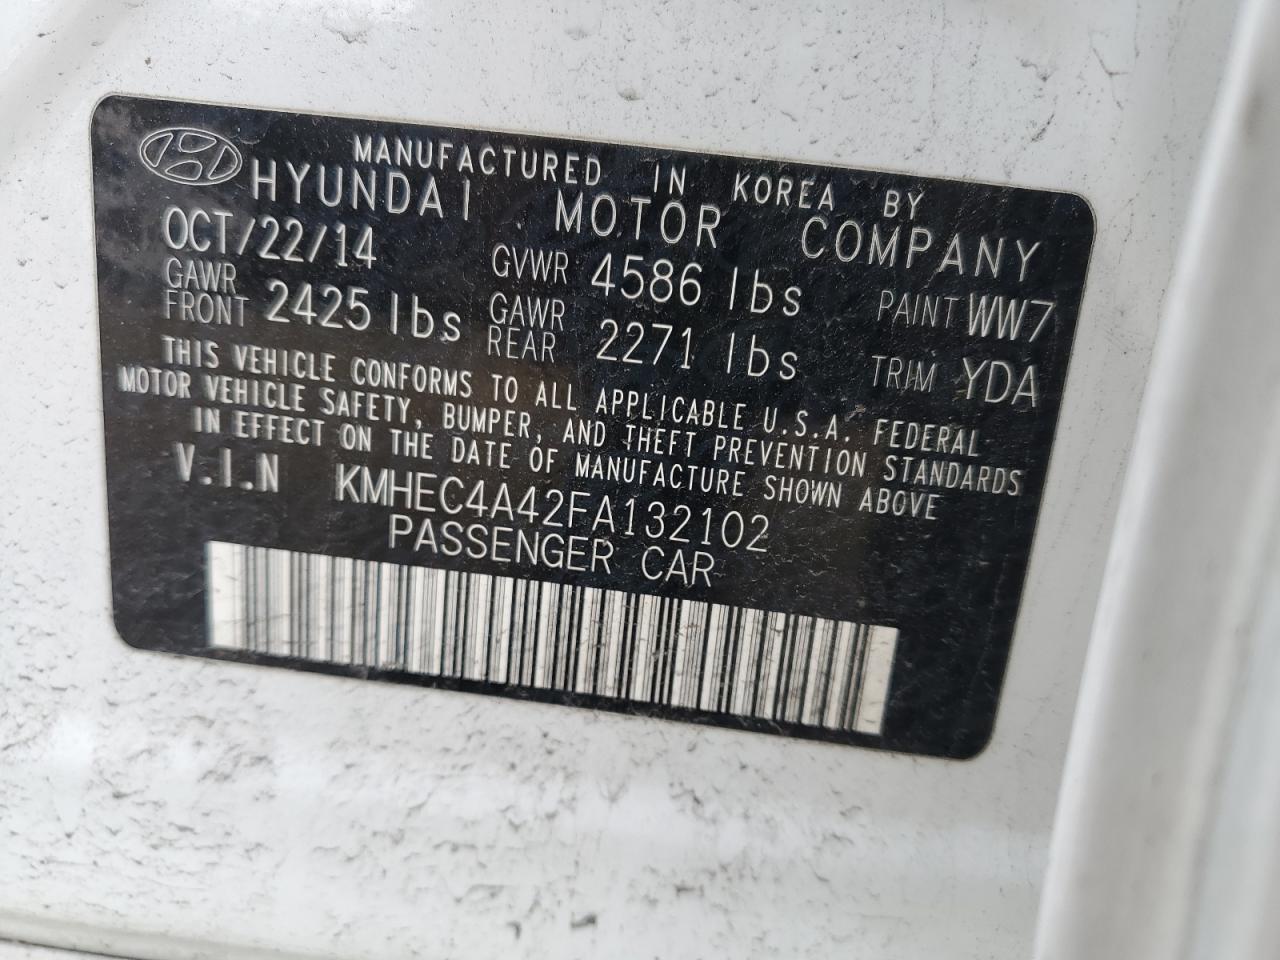 MANUFACTURED IN KOREA BY
HYUNDAI MOTOR COMPANY
OCT/22/14 GVWR 4586 lbs PAINT WW7
GAWR FRONT 2425 lbs GAWR REAR 2271 lbs TRIM YDA
THIS VEHICLE CONFORMS TO ALL APPLICABLE U.S.A. FEDERAL
MOTOR VEHICLE SAFETY, BUMPER, AND THEFT PREVENTION STANDARDS
IN EFFECT ON THE DATE OF MANUFACTURE SHOWN ABOVE
V.I.N KMHEC4A42FA132102
PASSENGER CAR